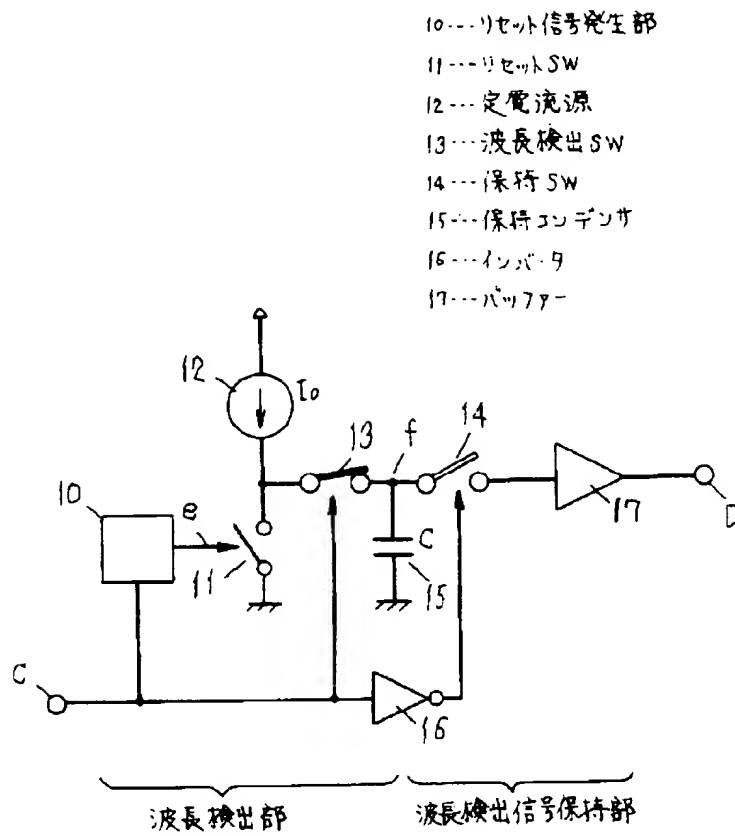 10---リセット信号発生部
11---リセットSW
12---定電流源
13---波長検出SW
14---保持SW
15---保持コンデンサ
16---インバータ
17---バッファー
12
I0
13
f
14
10
e
11
C
15
17
D
C
16
波長検出部
波長検出信号保持部